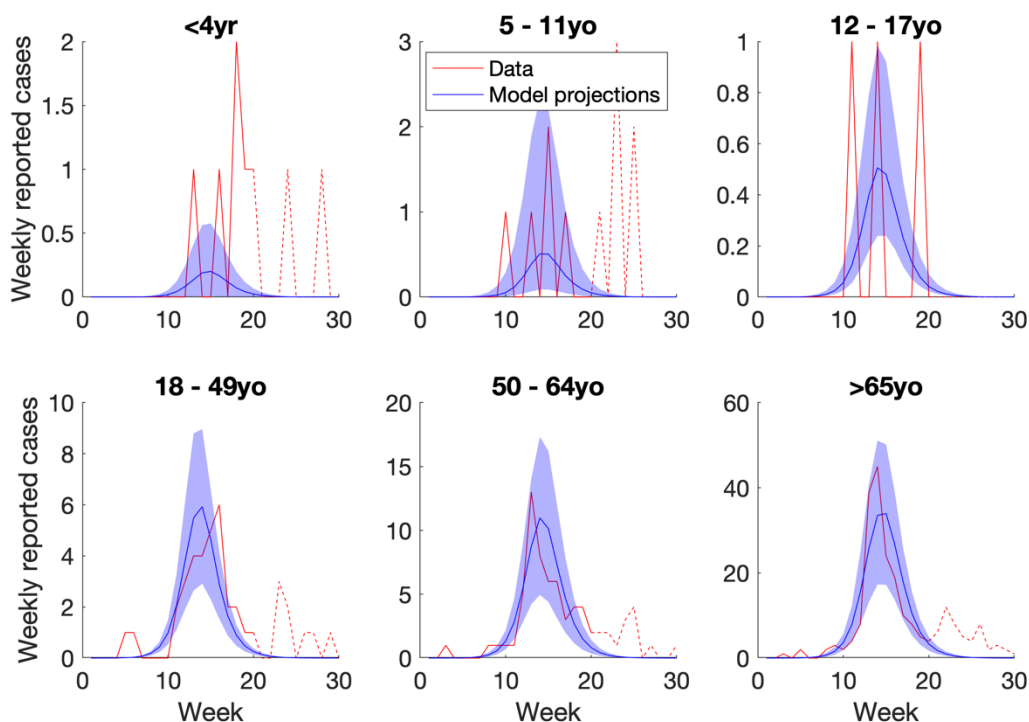 <4yr
5 - 11yo
12 - 17yo
Weekly reported cases
2
1.5
1
0.5
0
0 10 20 30
3
2
1
0
0 10 20 30
Data
Model projections
1
0.8
0.6
0.4
0.2
0
0 10 20 30
18 - 49yo
50 - 64yo
>65yo
Weekly reported cases
10
8
6
4
2
0
0 10 20 30
Week
20
15
10
5
0
0 10 20 30
Week
60
40
20
0
0 10 20 30
Week